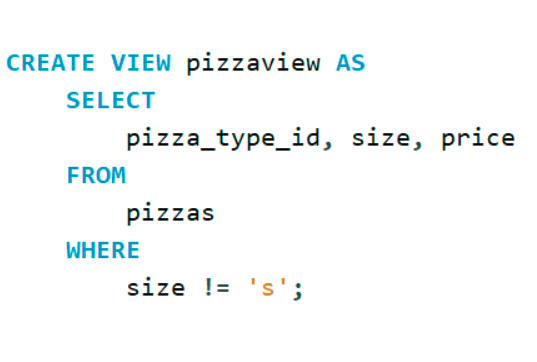 CREATE VIEW pizzaview AS
SELECT
pizza_type_id, size, price
FROM
pizzas
WHERE
size != 's';